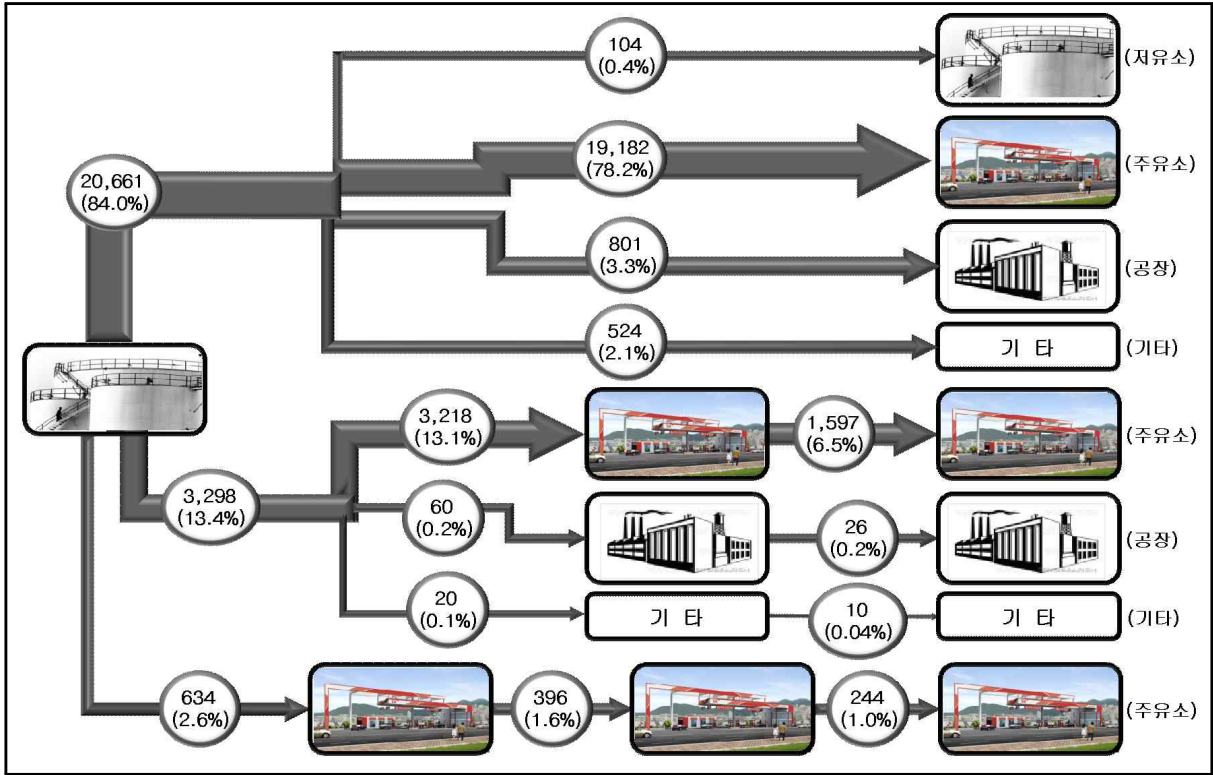 104
(0.4%)
(저유소)
19,182
(78.2%)
(주유소)
20,661
(84.0%)
801
(3.3%)
(공장)
524
(2.1%)
기 타
(기타)
3,218
(13.1%)
1,597
(6.5%)
(주유소)
3,298
(13.4%)
60
(0.2%)
26
(0.2%)
(공장)
20
(0.1%)
기 타
10
(0.04%)
기 타
(기타)
634
(2.6%)
396
(1.6%)
244
(1.0%)
(주유소)